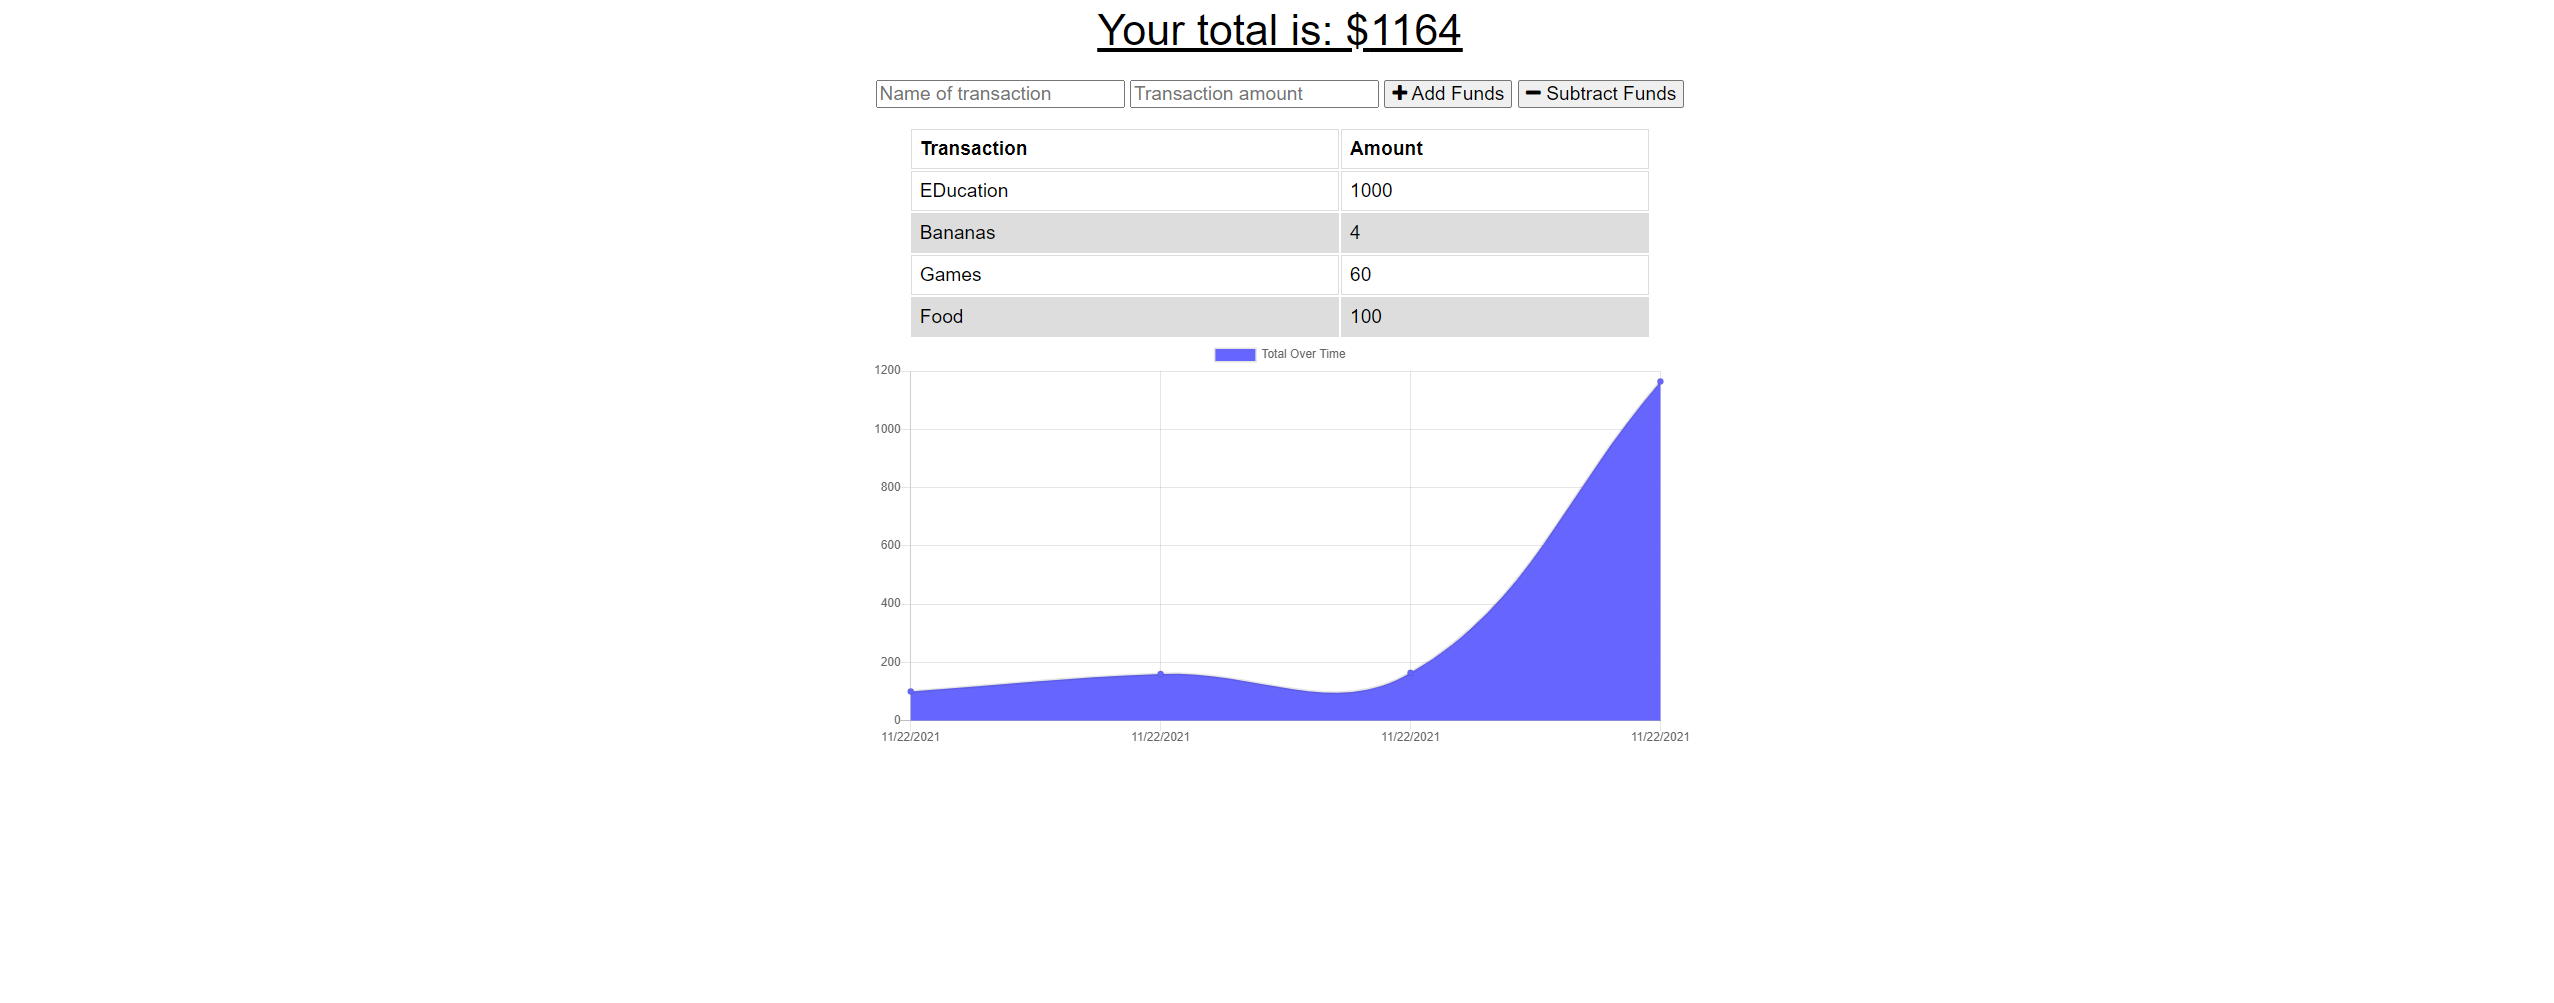 Your total is: $1164
Name of transaction Transaction amount Add Funds Subtract Funds
Transaction Amount
EDucation 1000
Bananas 4
Games 60
Food 100
Total Over Time
1200
1000
800
600
400
200
0
11/22/2021 11/22/2021 11/22/2021 11/22/2021